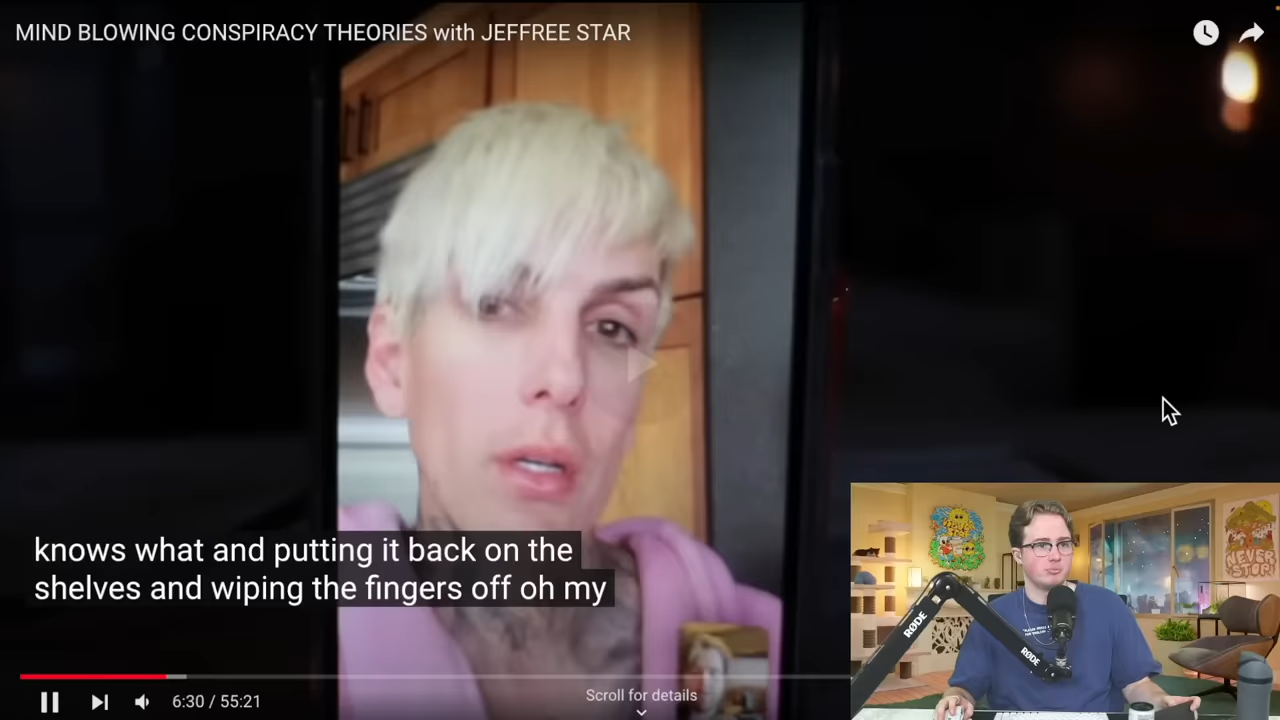 MIND BLOWING CONSPIRACY THEORIES with JEFFREE STAR
knows what and putting it back on the
shelves and wiping the fingers off oh my
6:30 / 55:21
Scroll for details
RØDE
RØDE
NEVER
STOP!